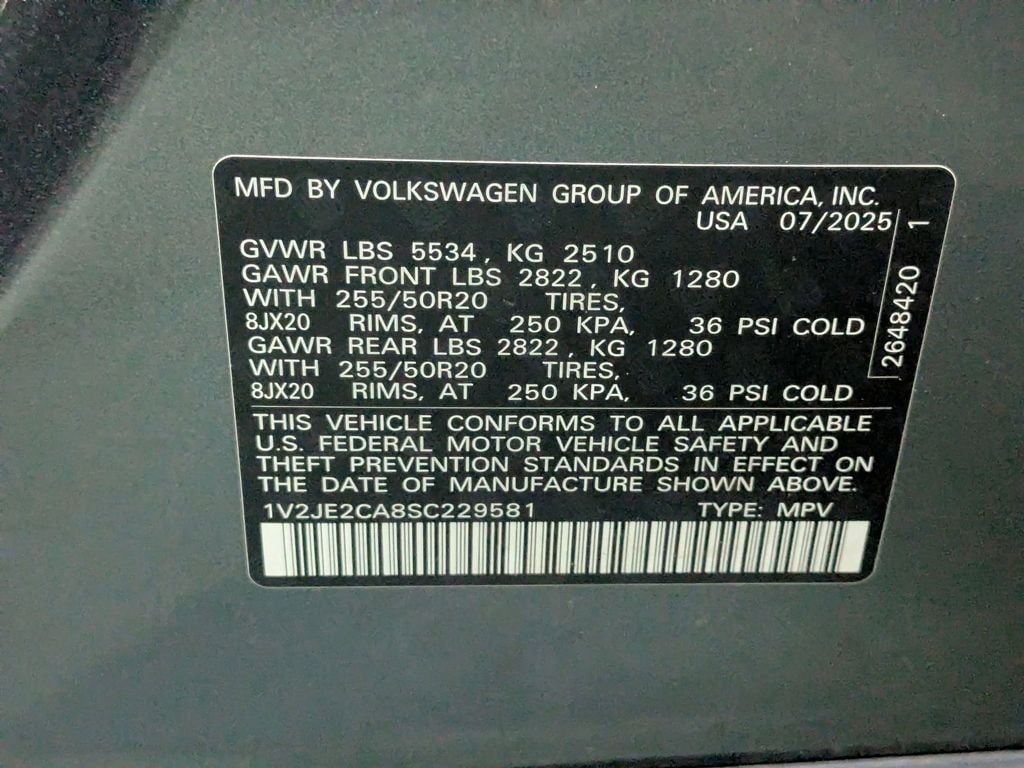 MFD BY VOLKSWAGEN GROUP OF AMERICA, INC.
USA 07/2025
GVWR LBS 5534, KG 2510
GAWR FRONT LBS 2822, KG 1280
WITH 255/50R20 TIRES,
8JX20 RIMS, AT 250 KPA, 36 PSI COLD
GAWR REAR LBS 2822, KG 1280
WITH 255/50R20 TIRES,
8JX20 RIMS, AT 250 KPA, 36 PSI COLD
2648420 1
THIS VEHICLE CONFORMS TO ALL APPLICABLE
U.S. FEDERAL MOTOR VEHICLE SAFETY AND
THEFT PREVENTION STANDARDS IN EFFECT ON
THE DATE OF MANUFACTURE SHOWN ABOVE.
1V2JE2CA8SC229581 TYPE: MPV